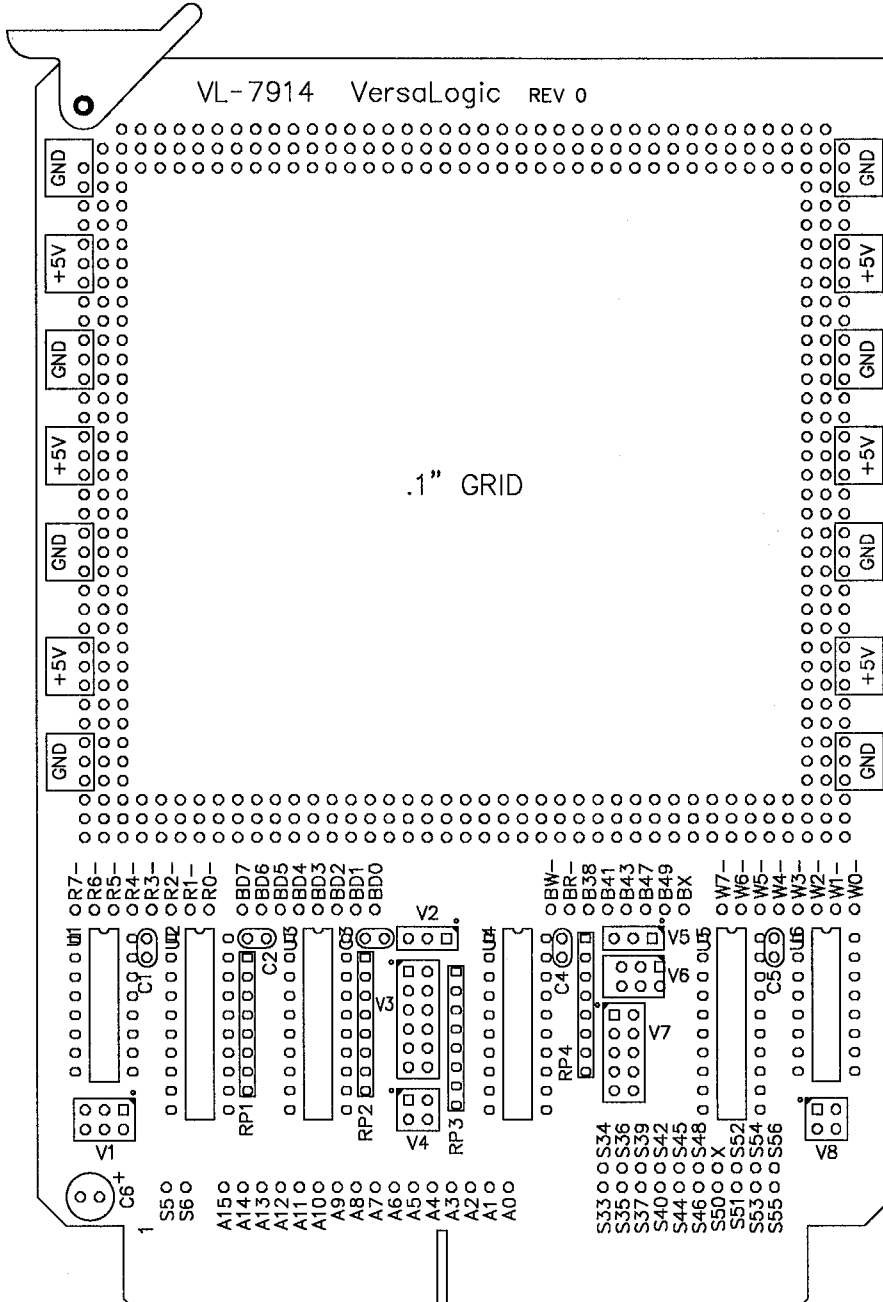 VL-7914 VersaLogic REV 0
GND
+5V
GND
+5V
GND
+5V
GND
GND
+5V
GND
+5V
GND
+5V
GND
.1" GRID
R7-
R6-
R5-
R4-
R3-
R2-
R1-
R0-
BD7
BD6
BD5
BD4
BD3
BD2
BD1
BD0
BW-
BR-
B38
B41
B43
B47
B49
BX
W7-
W6-
W5-
W4-
W3-
W2-
W1-
W0-
U1
C1
U2
C2
U3
C3
V2
U4
C4
V5
U5
C5
U6
V3
V6
V7
V1
RP1
RP2
V4
RP3
RP4
V8
C6
+
1
S5
S6
A15
A14
A13
A12
A11
A10
A9
A8
A7
A6
A5
A4
A3
A2
A1
A0
S33 S34
S35 S36
S37 S39
S40 S42
S44 S45
S46 S48
S50 X
S51 S52
S53 S54
S55 S56